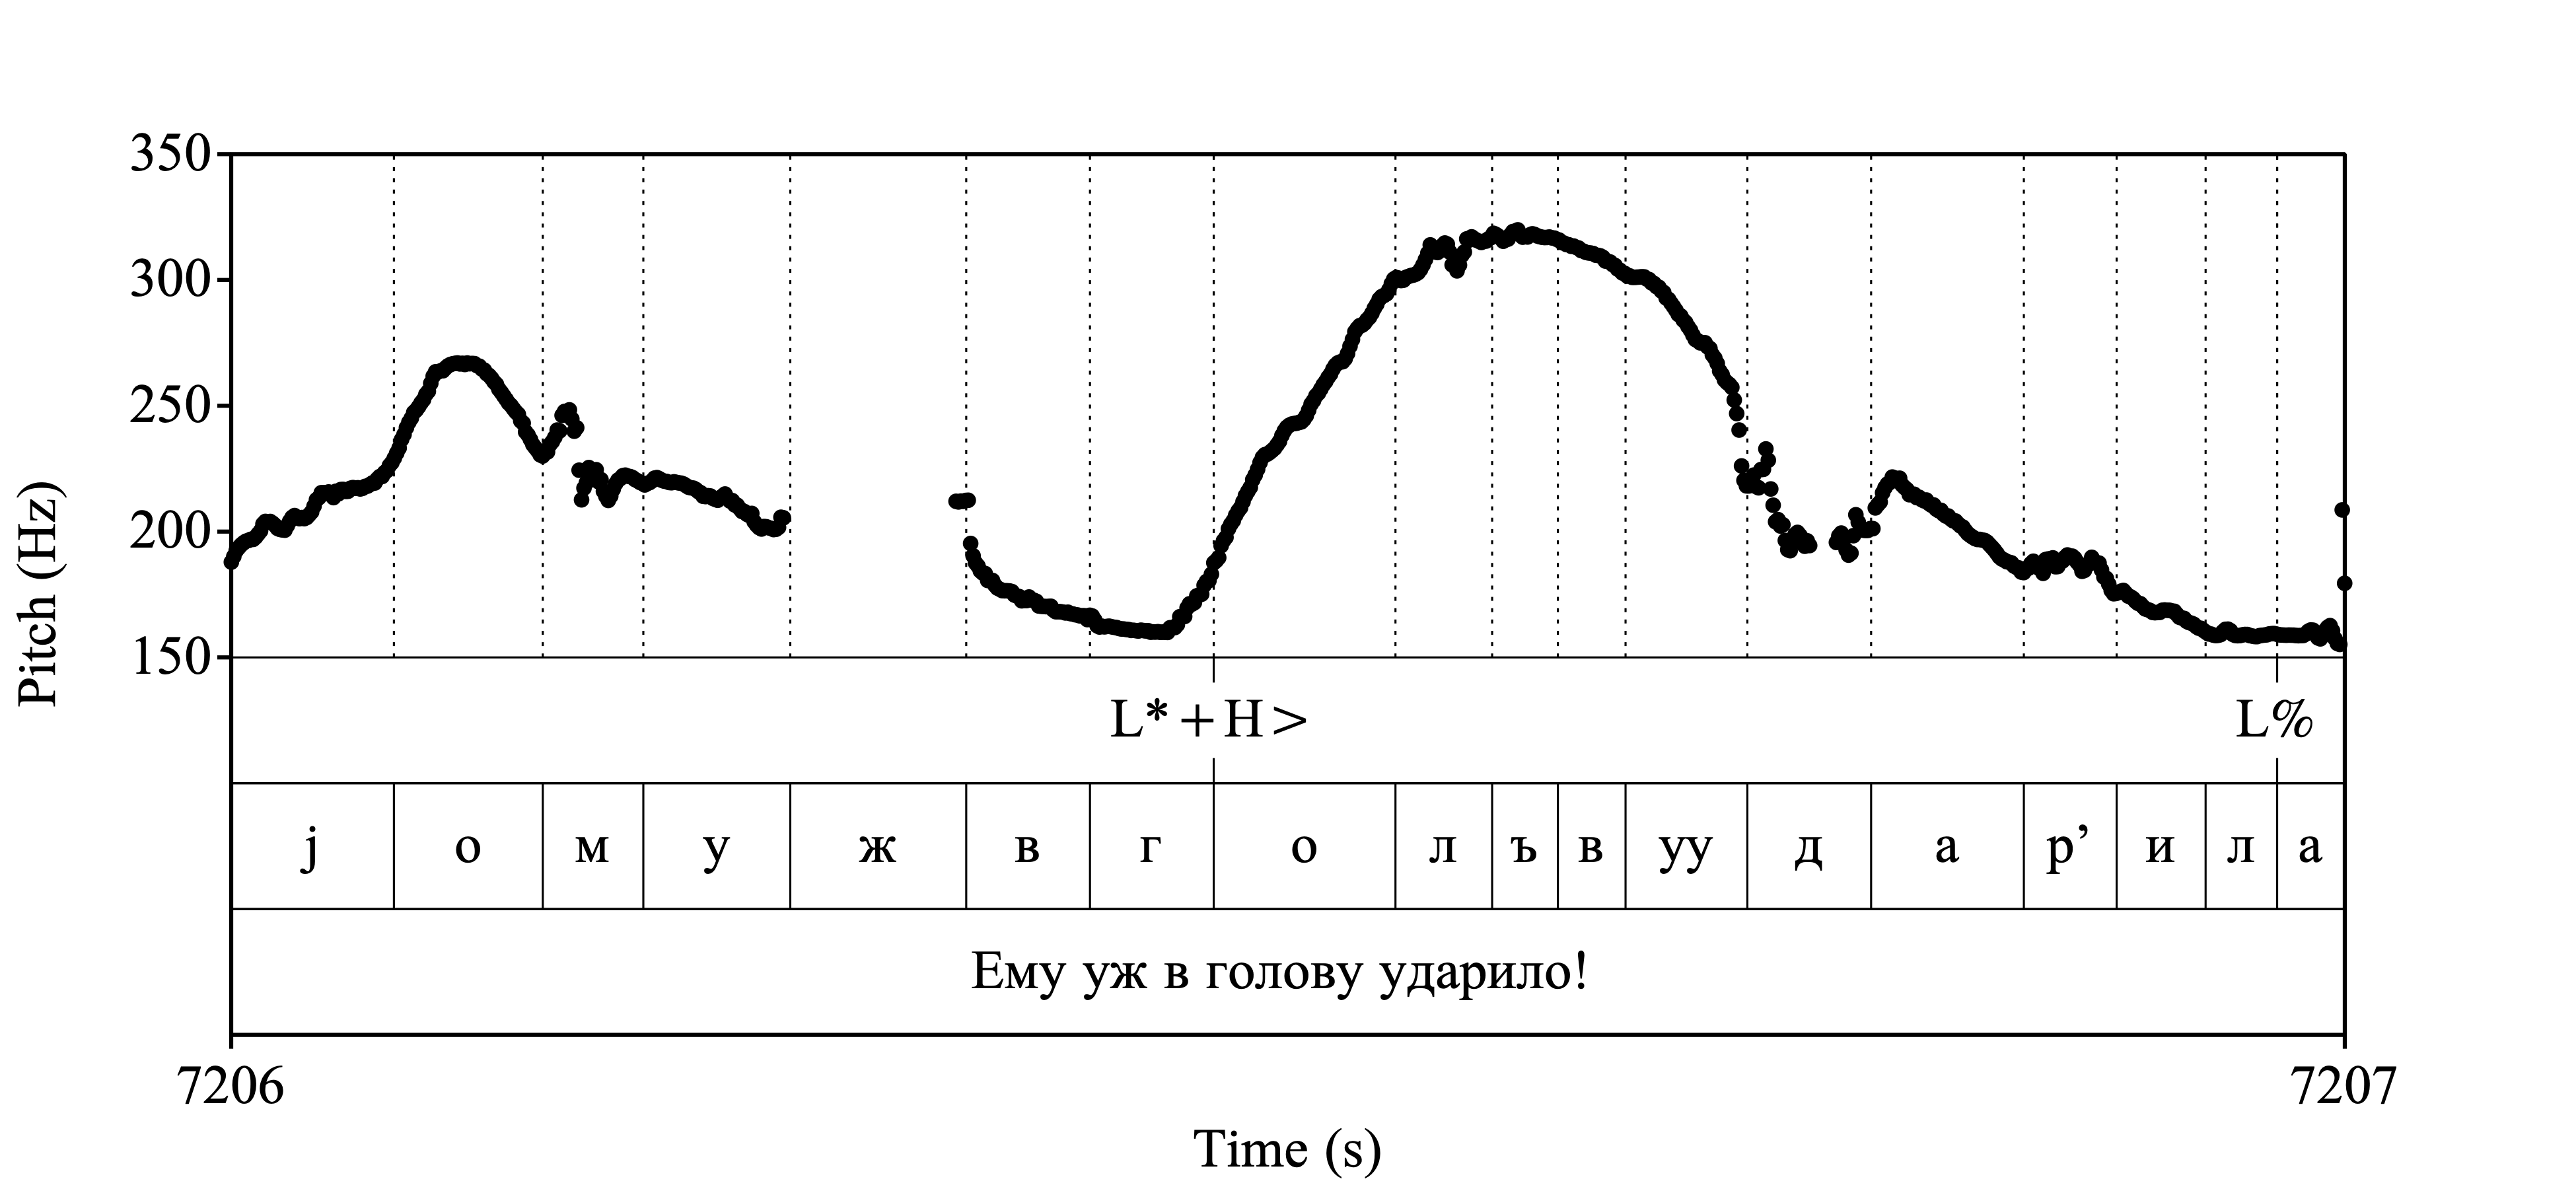 350
300
250
200
150
Pitch (Hz)
L*+H> L%
j о м у ж в г о л ъ в уу д а р’ и л а
Ему уж в голову ударило!
7206 7207
Time (s)